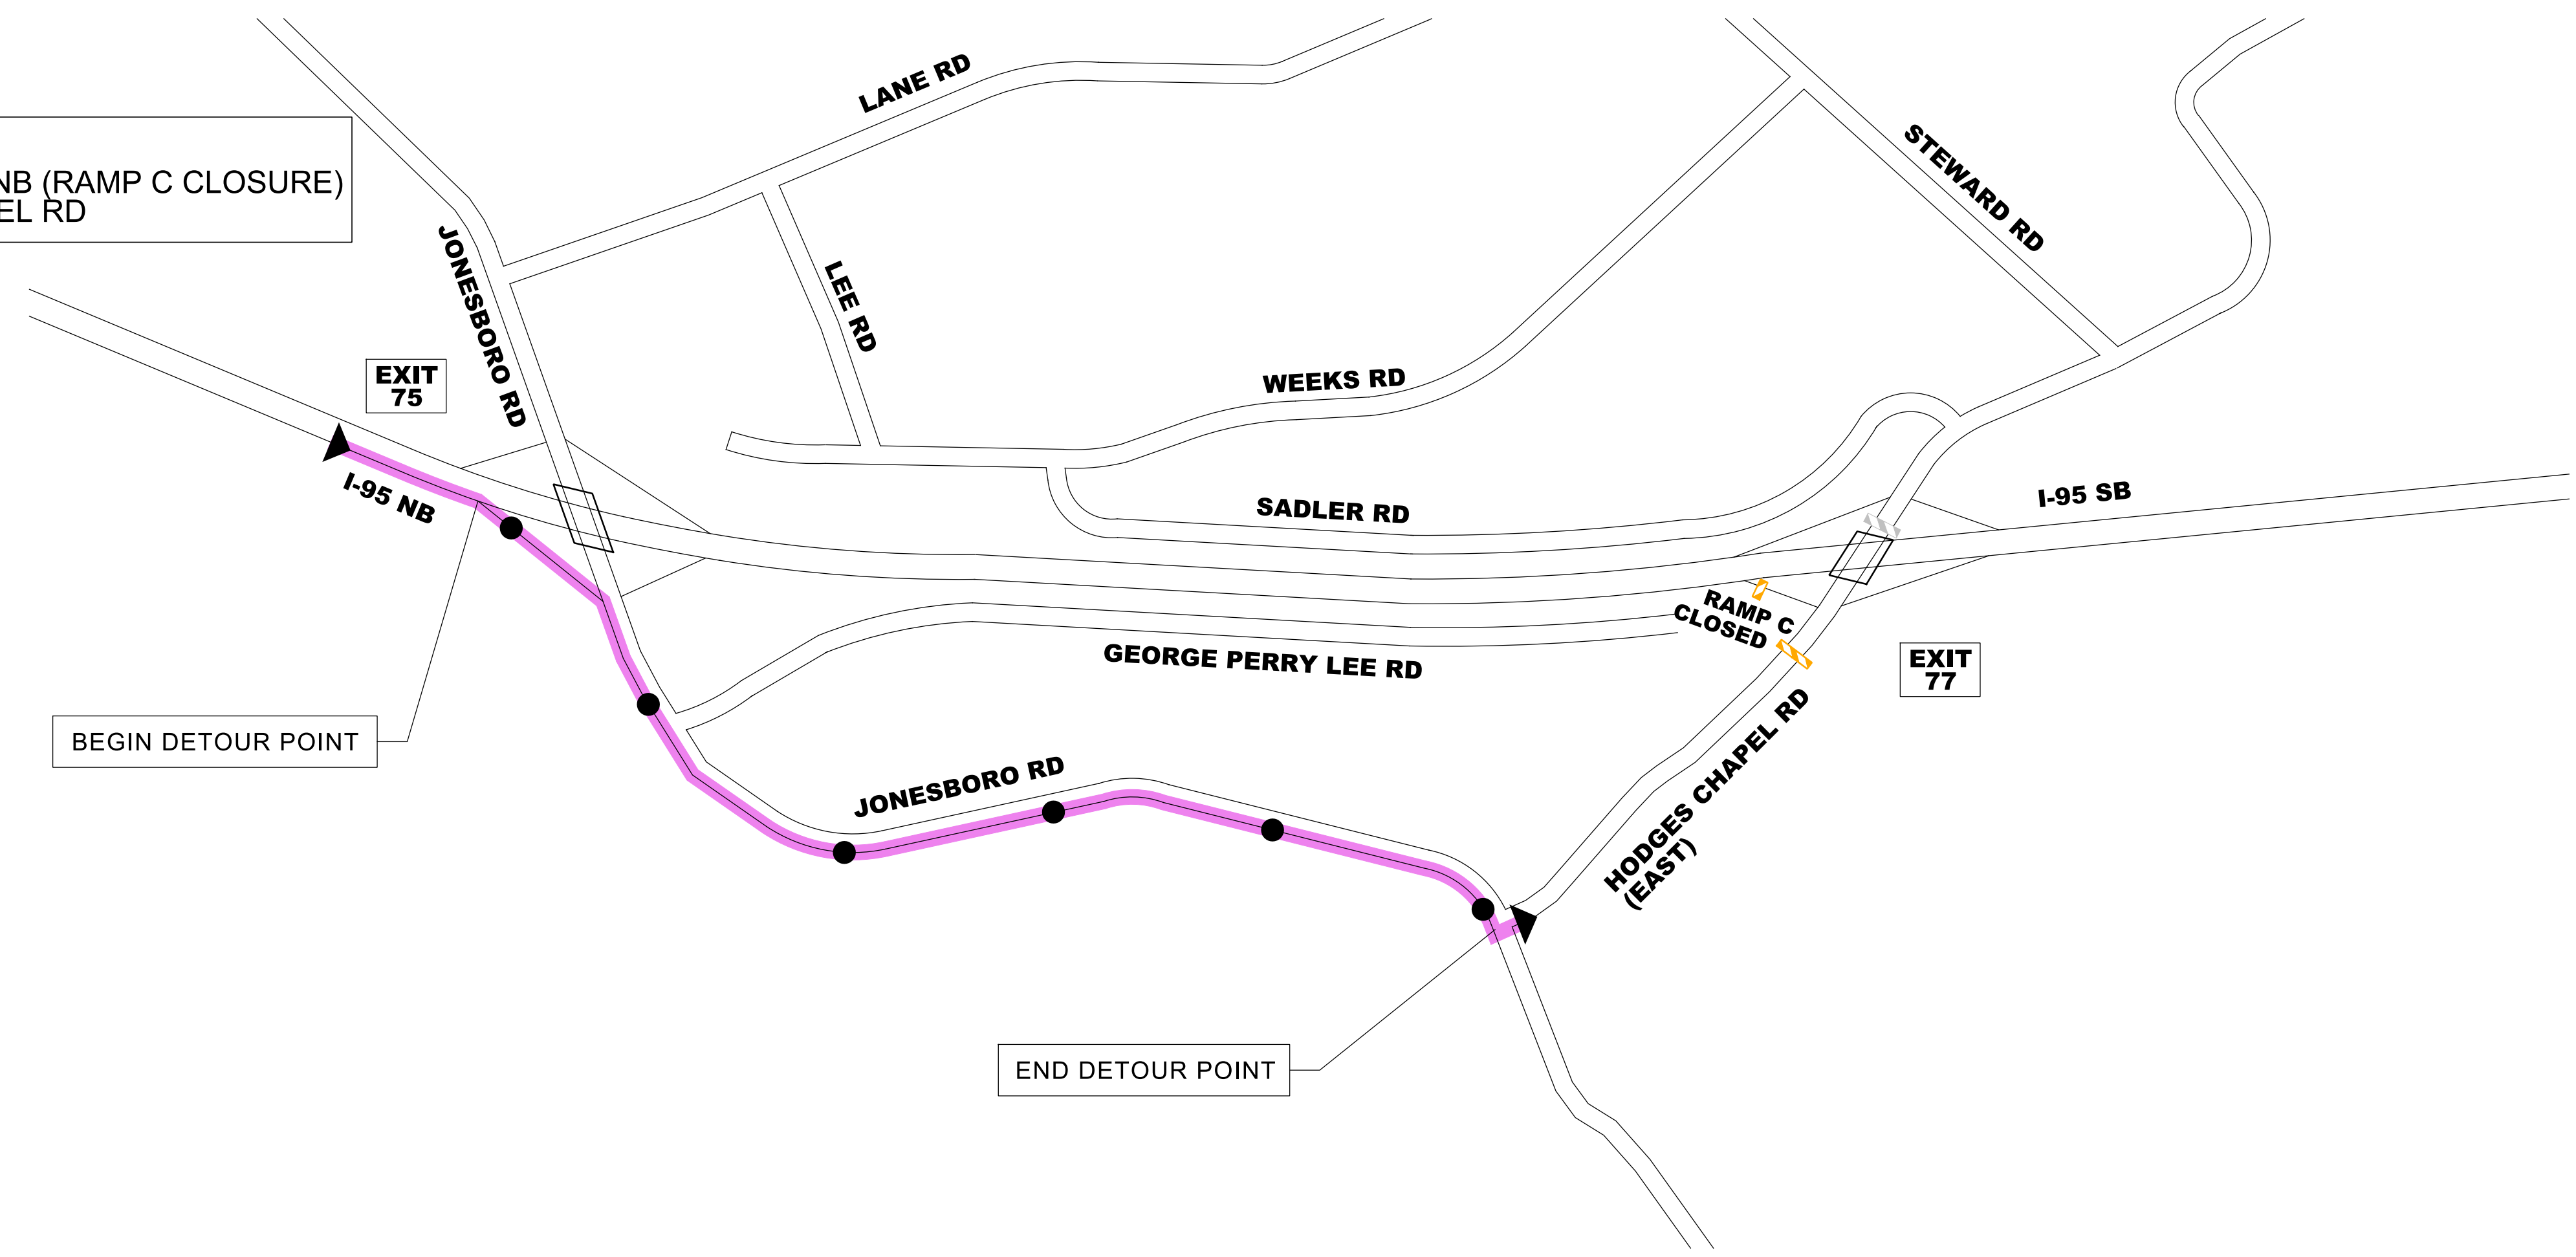 LANE RD
STEWARD RD
NB (RAMP C CLOSURE)
EL RD
JONESBORO RD
LEE RD
EXIT
75
WEEKS RD
I-95 NB
SADLER RD
I-95 SB
RAMP C
CLOSED
GEORGE PERRY LEE RD
EXIT
77
BEGIN DETOUR POINT
JONESBORO RD
HODGES CHAPEL RD
(EAST)
END DETOUR POINT